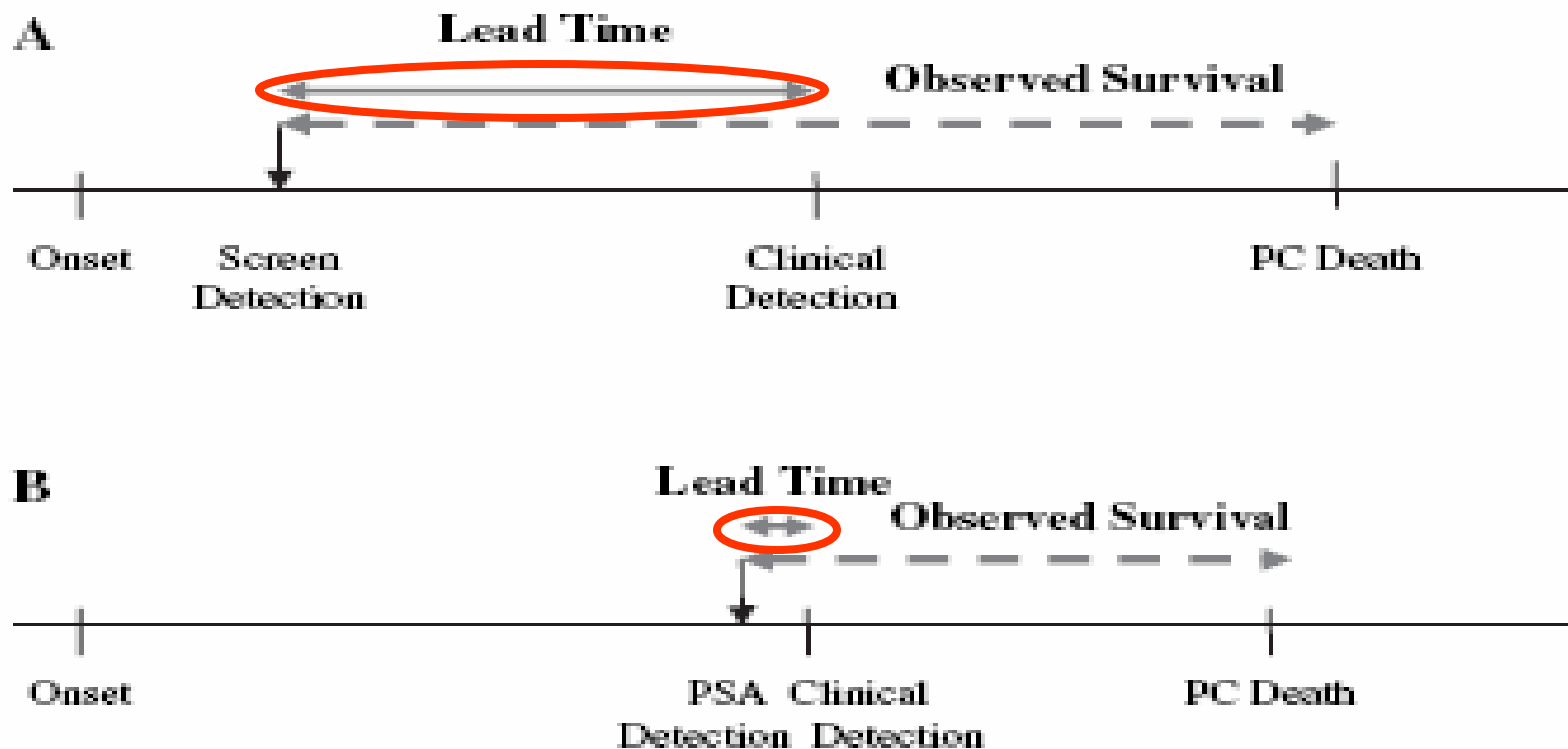 A
Lead Time
Observed Survival
Onset
Screen
Detection
Clinical
Detection
PC Death
B
Lead Time
Observed Survival
Onset
PSA Clinical
Detection Detection
PC Death